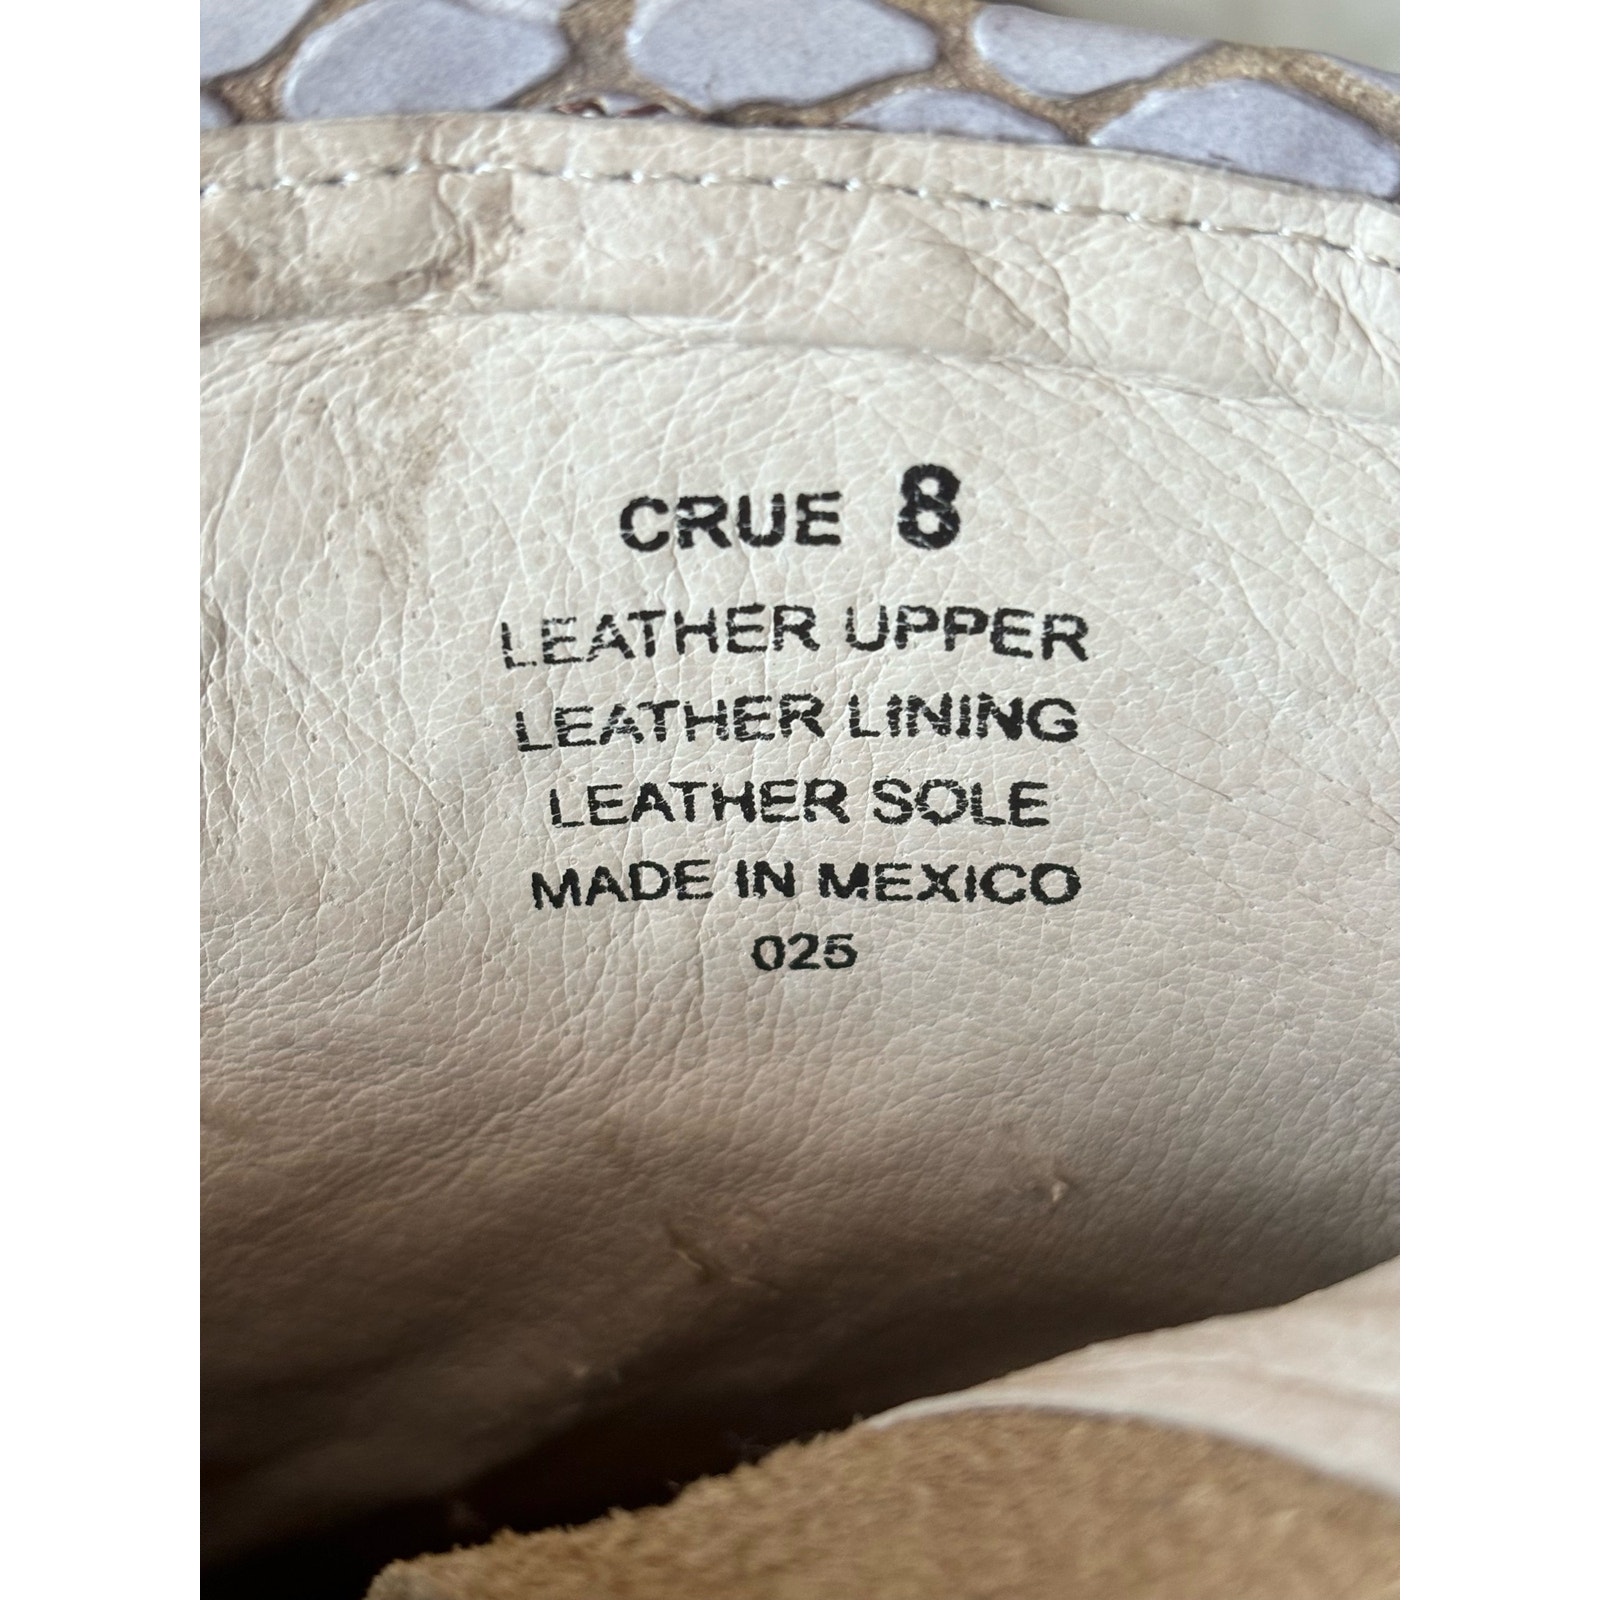 CRUE 8
LEATHER UPPER
LEATHER LINING
LEATHER SOLE
MADE IN MEXICO
025